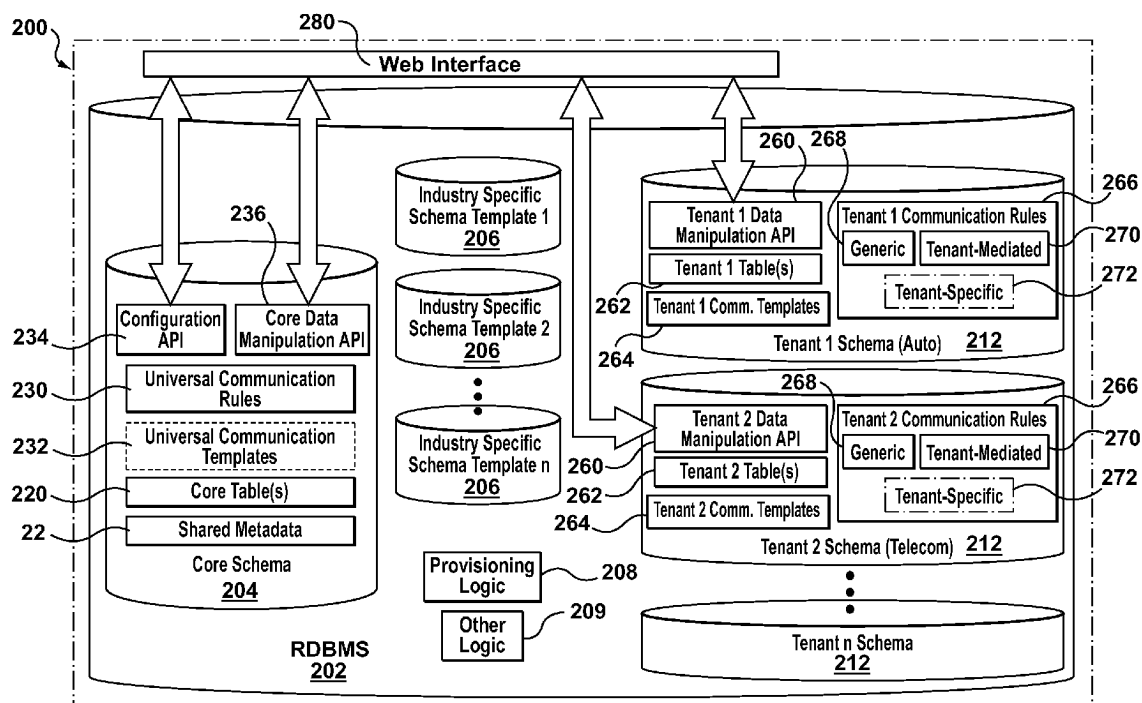 200
280
Web Interface
236
234
Configuration
API
Core Data
Manipulation API
230
Universal Communication
Rules
232
Universal Communication
Templates
220
Core Table(s)
22
Shared Metadata
Core Schema
204
Industry Specific
Schema Template 1
206
Industry Specific
Schema Template 2
206
Industry Specific
Schema Template n
206
Provisioning
Logic
208
Other
Logic
209
RDBMS
202
260
268
266
Tenant 1 Data
Manipulation API
Tenant 1 Communication Rules
270
Generic
Tenant-Mediated
Tenant 1 Table(s)
262
272
Tenant-Specific
Tenant 1 Comm. Templates
264
Tenant 1 Schema (Auto)
212
268
266
Tenant 2 Data
Manipulation API
Tenant 2 Communication Rules
270
260
Generic
Tenant-Mediated
262
Tenant 2 Table(s)
272
Tenant-Specific
264
Tenant 2 Comm. Templates
Tenant 2 Schema (Telecom)
212
Tenant n Schema
212